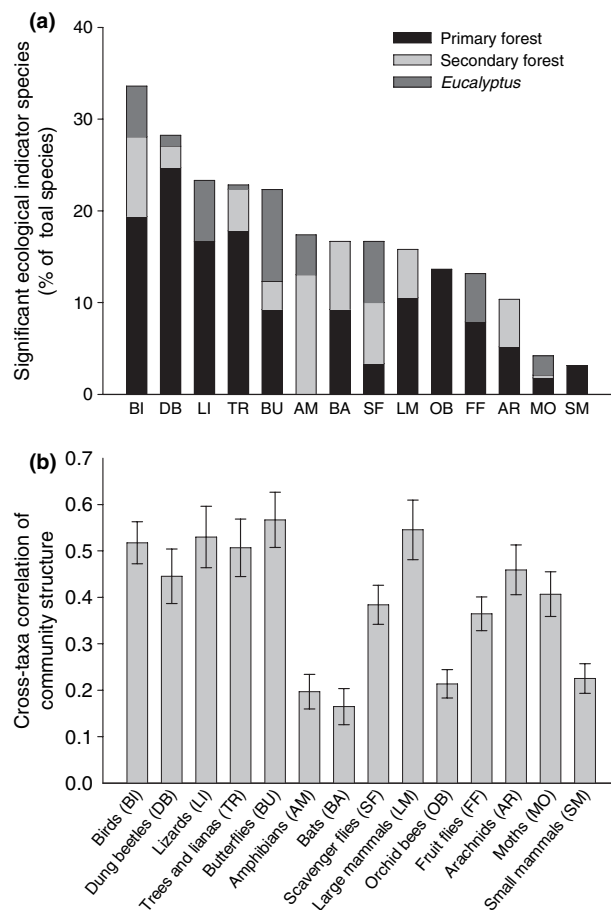 (a)
40
30
20
10
0
Significant ecological indicator species
(% of toal species)
Primary forest
Secondary forest
Eucalyptus
BI DB LI TR BU AM BA SF LM OB FF AR MO SM
(b)
0.7
0.6
0.5
0.4
0.3
0.2
0.1
0.0
Cross-taxa correlation of
community structure
Birds (BI)
Dung beetles (DB)
Lizards (LI)
Trees and lianas (TR)
Butterflies (BU)
Amphibians (AM)
Bats (BA)
Scavenger flies (SF)
Large mammals (LM)
Orchid bees (OB)
Fruit flies (FF)
Arachnids (AR)
Moths (MO)
Small mammals (SM)